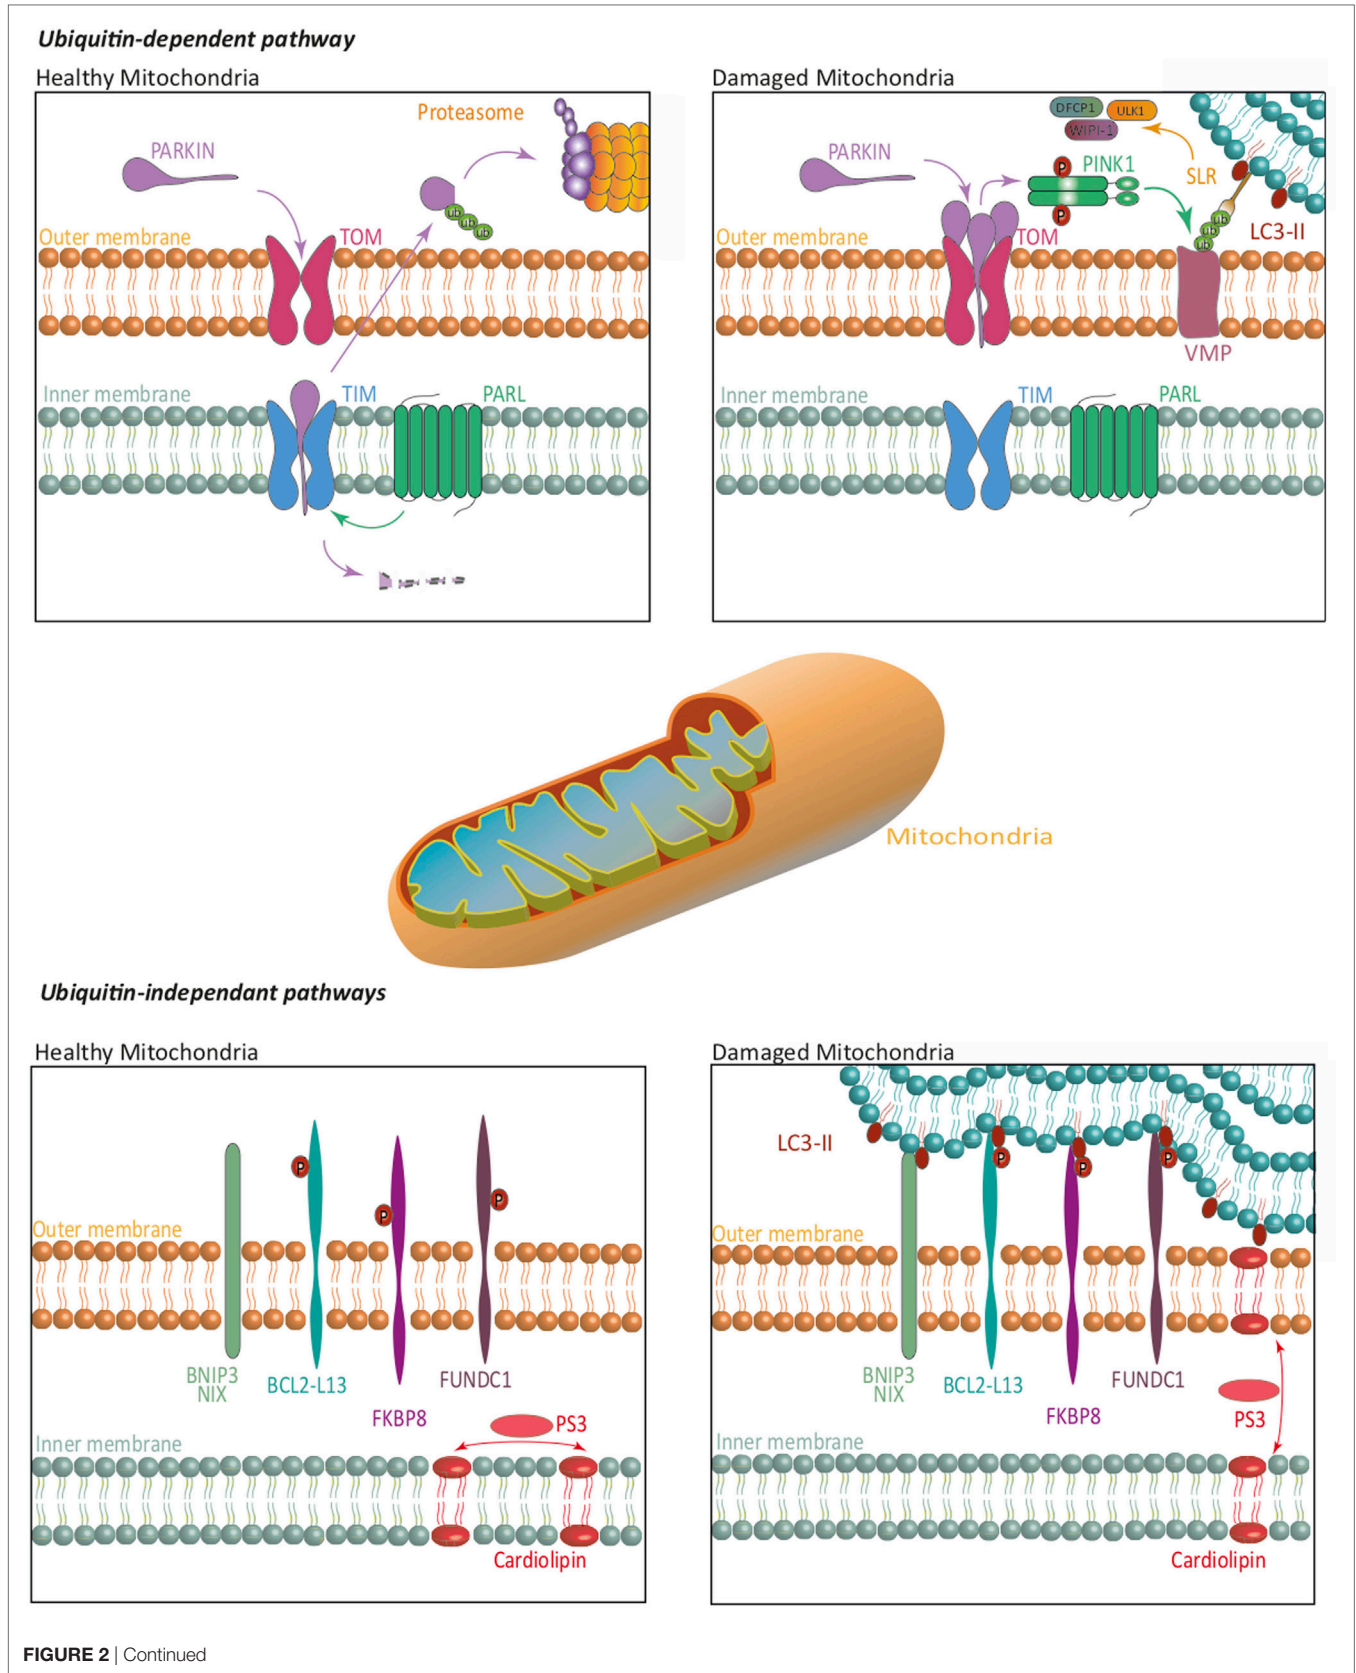 Ubiquitin-dependent pathway
Healthy Mitochondria
Proteasome
PARKIN
ub
ub
ub
Outer membrane
TOM
Inner membrane
TIM
PARL
Damaged Mitochondria
DFCP1
ULK1
WIPI-1
PARKIN
P
PINK1
SLR
P
ub
ub
ub
LC3-II
Outer membrane
TOM
VMP
Inner membrane
TIM
PARL
Mitochondria
Ubiquitin-independant pathways
Healthy Mitochondria
P
P
P
Outer membrane
BNIP3
NIX
BCL2-L13
FKBP8
FUNDC1
PS3
Inner membrane
Cardiolipin
Damaged Mitochondria
LC3-II
P
P
P
Outer membrane
BNIP3
NIX
BCL2-L13
FKBP8
FUNDC1
PS3
Inner membrane
Cardiolipin
FIGURE 2 | Continued